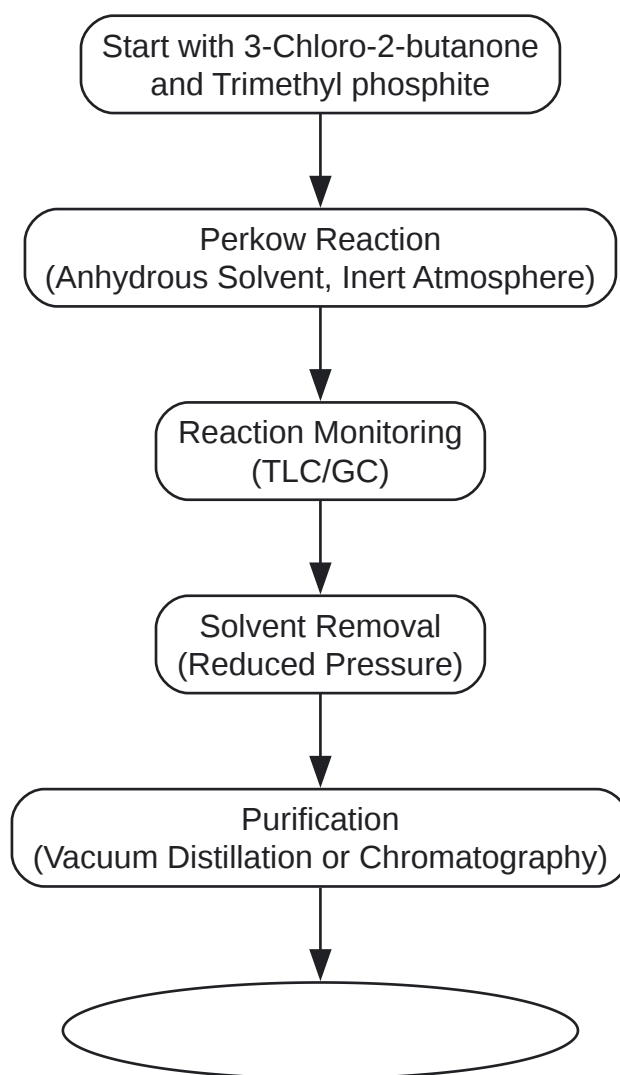 Start with 3-Chloro-2-butanone
and Trimethyl phosphite
Perkow Reaction
(Anhydrous Solvent, Inert Atmosphere)
Reaction Monitoring
(TLC/GC)
Solvent Removal
(Reduced Pressure)
Purification
(Vacuum Distillation or Chromatography)